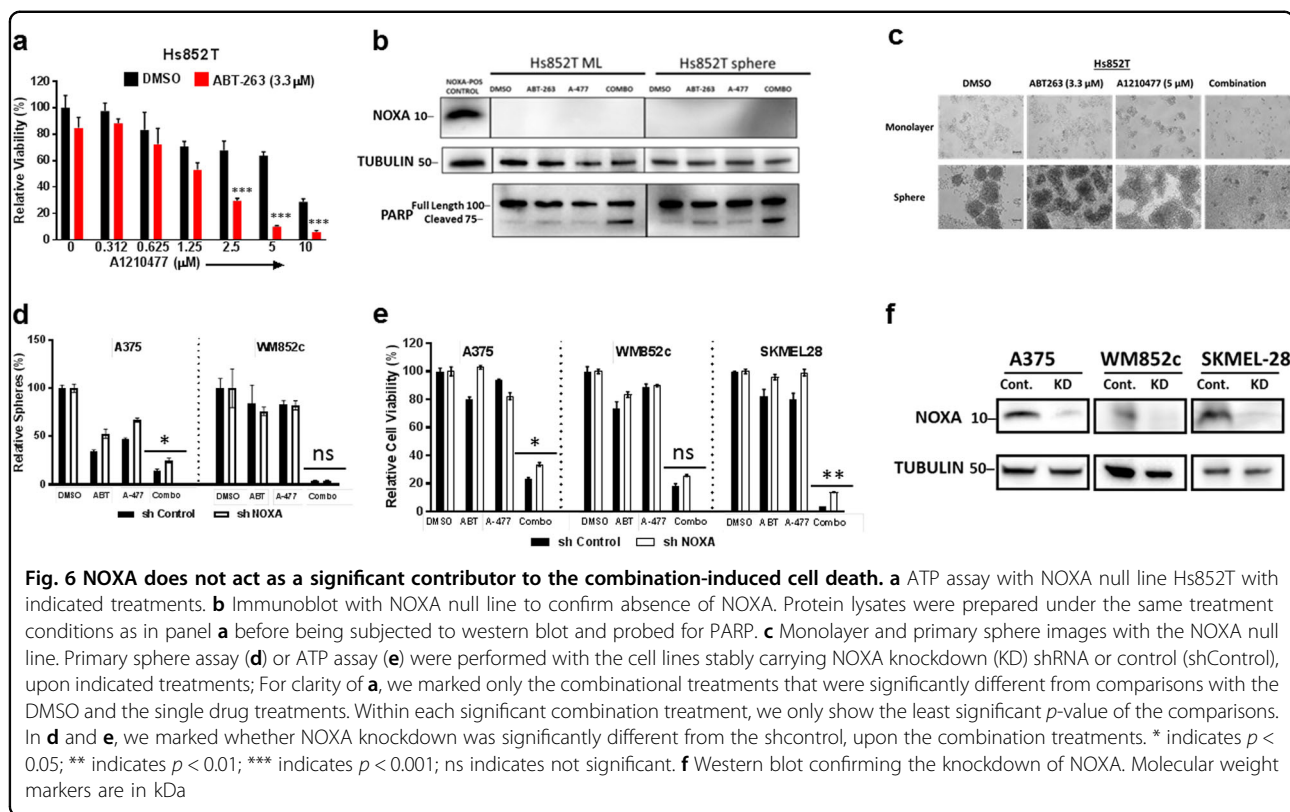 a
Hs852T
DMSO ABT-263 (3.3 μM)
Relative Viability (%)
120
100
80
60
40
20
0
0 0.312 0.625 1.25 2.5 5 10
*** *** ***
A1210477 (μM)
b
Hs852T ML Hs852T sphere
NOXA-POS CONTROL
DMSO ABT-263 A-477 COMBO DMSO ABT-263 A-477 COMBO
NOXA 10–
TUBULIN 50–
PARP
Full Length 100–
Cleaved 75–
c
Hs852T
DMSO ABT263 (3.3 μM) A1210477 (5 μM) Combination
Monolayer
Sphere
d
A375 WM852c
Relative Spheres (%)
150
100
50
0
* ns
DMSO ABT A-477 Combo DMSO ABT A-477 Combo
sh Control sh NOXA
e
A375 WM852c SKMEL28
Relative Cell Viability (%)
120
100
80
60
40
20
0
* ns **
DMSO ABT A-477 Combo DMSO ABT A-477 Combo DMSO ABT A-477 Combo
sh Control sh NOXA
f
A375 WM852c SKMEL-28
Cont. KD Cont. KD Cont. KD
NOXA 10–
TUBULIN 50–
Fig. 6 NOXA does not act as a significant contributor to the combination-induced cell death. a ATP assay with NOXA null line Hs852T with
indicated treatments. b Immunoblot with NOXA null line to confirm absence of NOXA. Protein lysates were prepared under the same treatment
conditions as in panel a before being subjected to western blot and probed for PARP. c Monolayer and primary sphere images with the NOXA null
line. Primary sphere assay (d) or ATP assay (e) were performed with the cell lines stably carrying NOXA knockdown (KD) shRNA or control (shControl),
upon indicated treatments; For clarity of a, we marked only the combinational treatments that were significantly different from comparisons with the
DMSO and the single drug treatments. Within each significant combination treatment, we only show the least significant p-value of the comparisons.
In d and e, we marked whether NOXA knockdown was significantly different from the shcontrol, upon the combination treatments. * indicates p <
0.05; ** indicates p < 0.01; *** indicates p < 0.001; ns indicates not significant. f Western blot confirming the knockdown of NOXA. Molecular weight
markers are in kDa